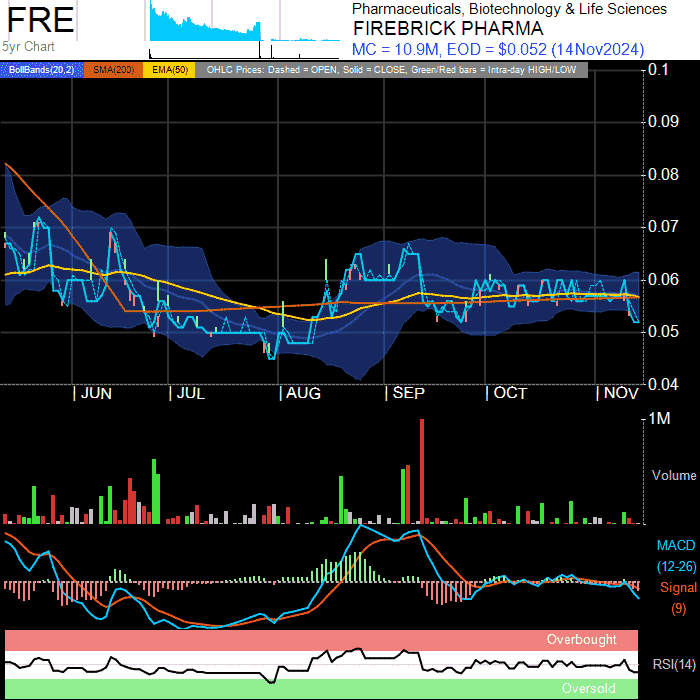 FRE
5yr Chart
Pharmaceuticals, Biotechnology & Life Sciences
FIREBRICK PHARMA
MC = 10.9M, EOD = $0.052 (14Nov2024)
BollBands(20,2) SMA(200) EMA(50) OHLC Prices: Dashed = OPEN, Solid = CLOSE, Green/Red bars = Intra-day HIGH/LOW
0.1
0.09
0.08
0.07
0.06
0.05
0.04
| JUN | JUL | AUG | SEP | OCT | NOV
1M
Volume
MACD
(12-26)
Signal
(9)
Overbought
RSI(14)
Oversold